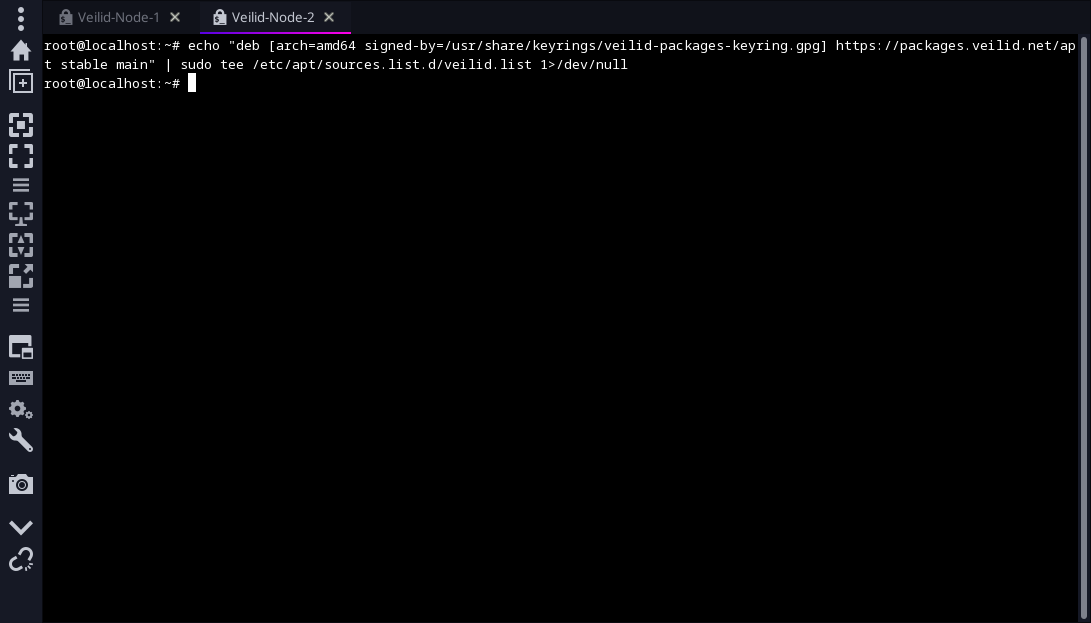 Veilid-Node-1
Veilid-Node-2
root@localhost:~# echo "deb [arch=amd64 signed-by=/usr/share/keyrings/veilid-packages-keyring.gpg] https://packages.veilid.net/ap
t stable main" | sudo tee /etc/apt/sources.list.d/veilid.list 1>/dev/null
root@localhost:~#